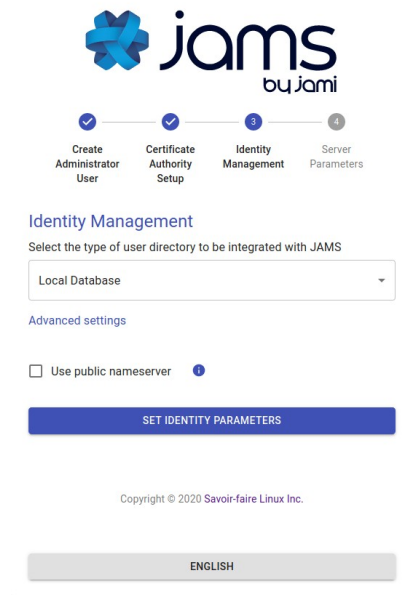 jams
by jami
3 4
Create Certificate Identity Server
Administrator Authority Management Parameters
User Setup
Identity Management
Select the type of user directory to be integrated with JAMS
Local Database
Advanced settings
Use public nameserver i
SET IDENTITY PARAMETERS
Copyright © 2020 Savoir-faire Linux Inc.
ENGLISH